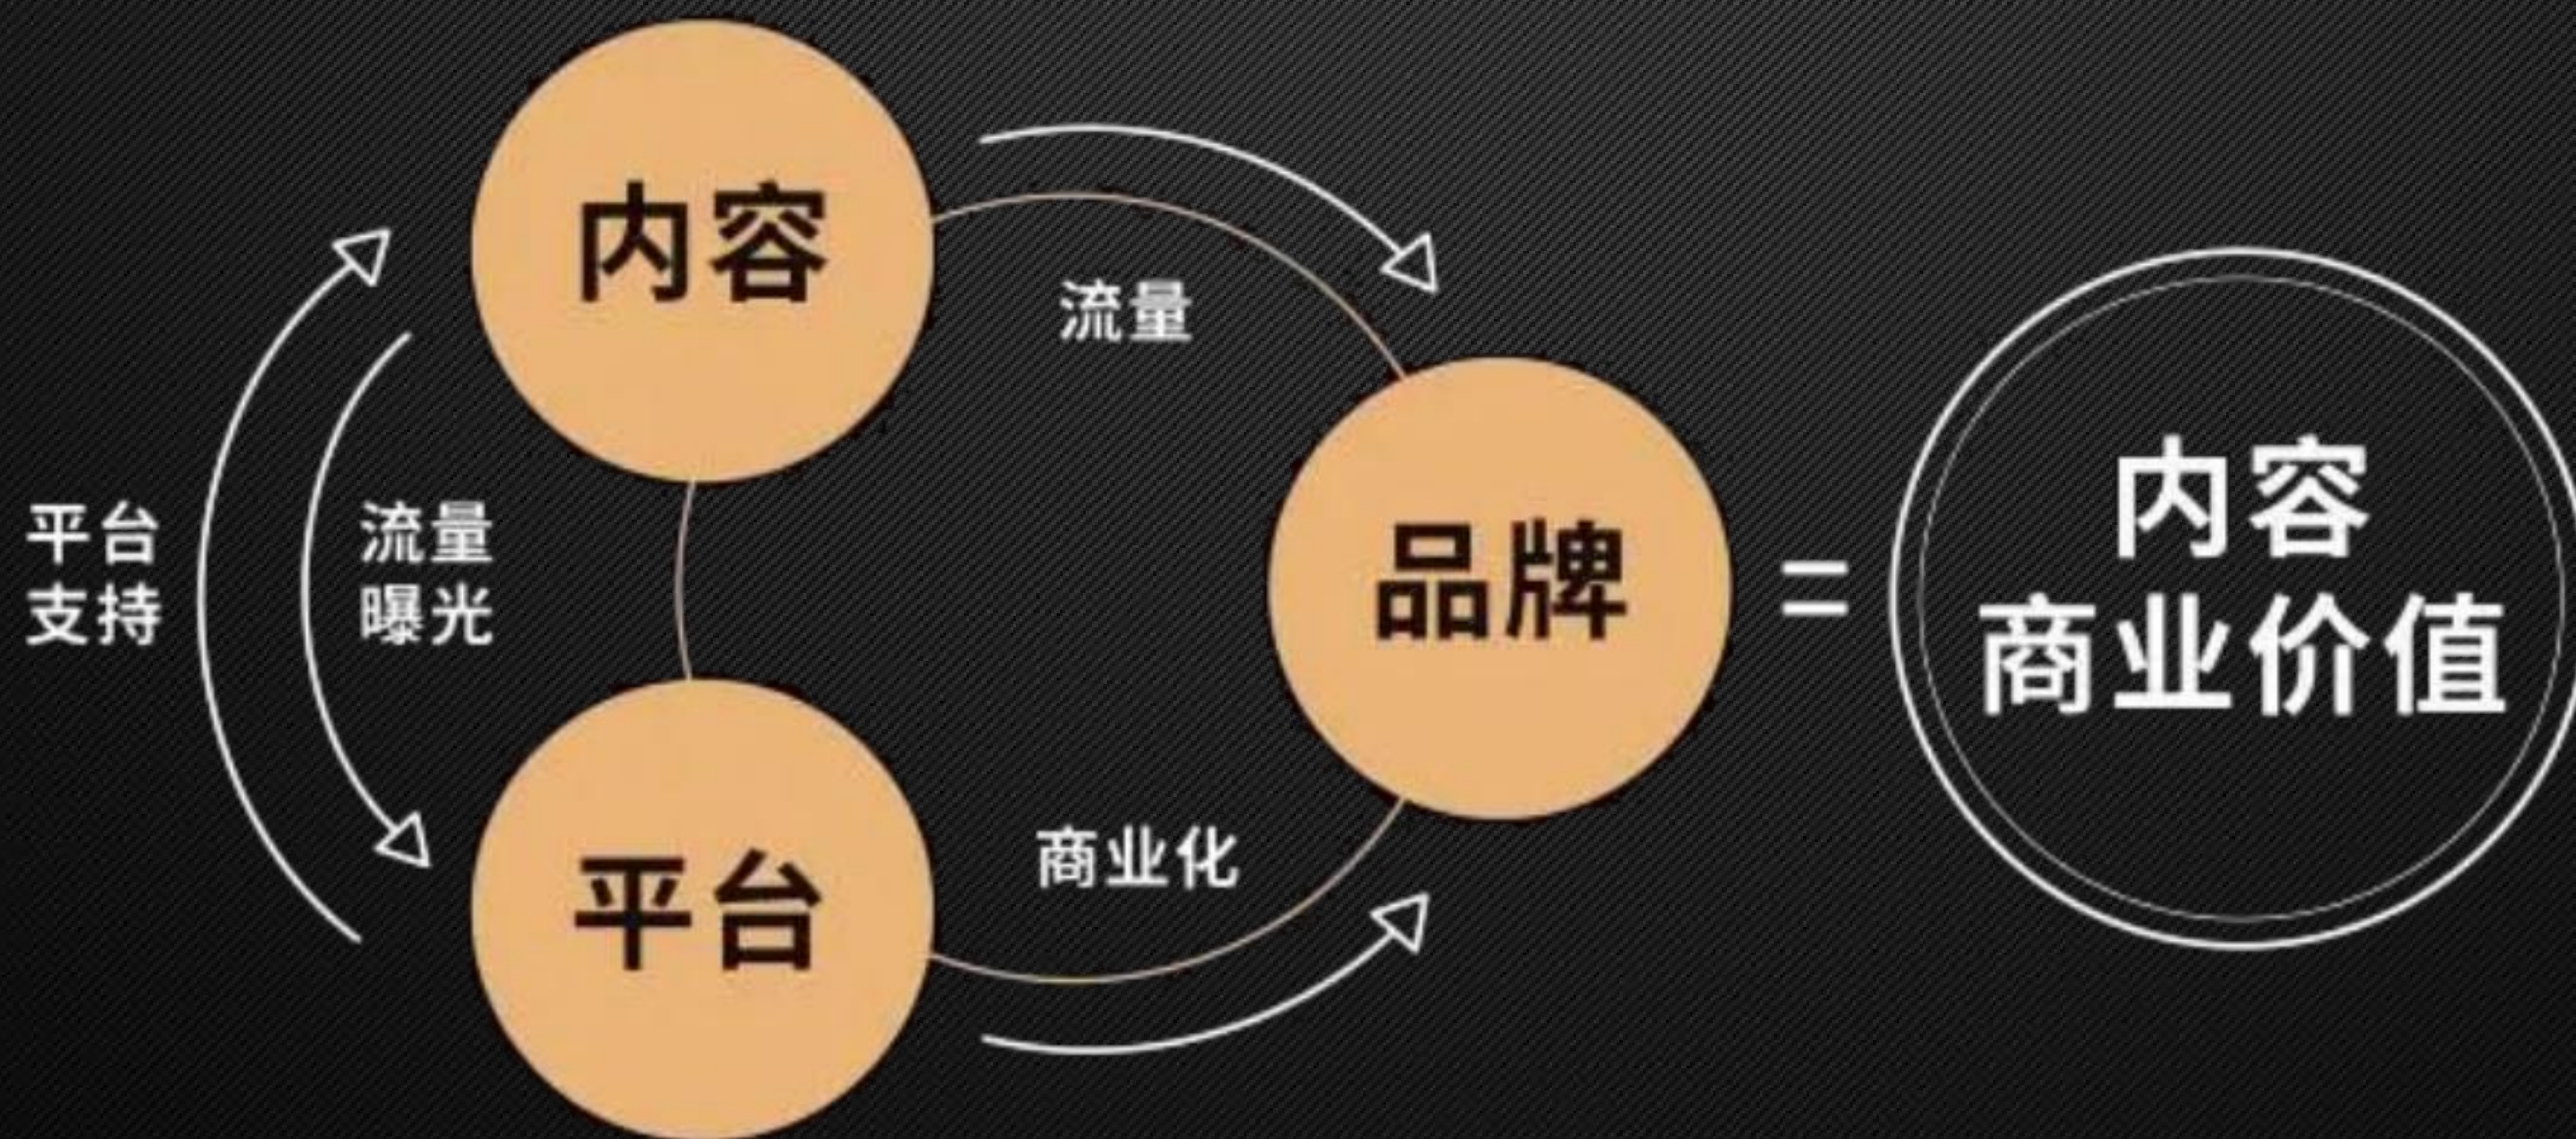 内容
流量
平台
支持
流量
曝光
品牌
=
内容
商业价值
商业化
平台